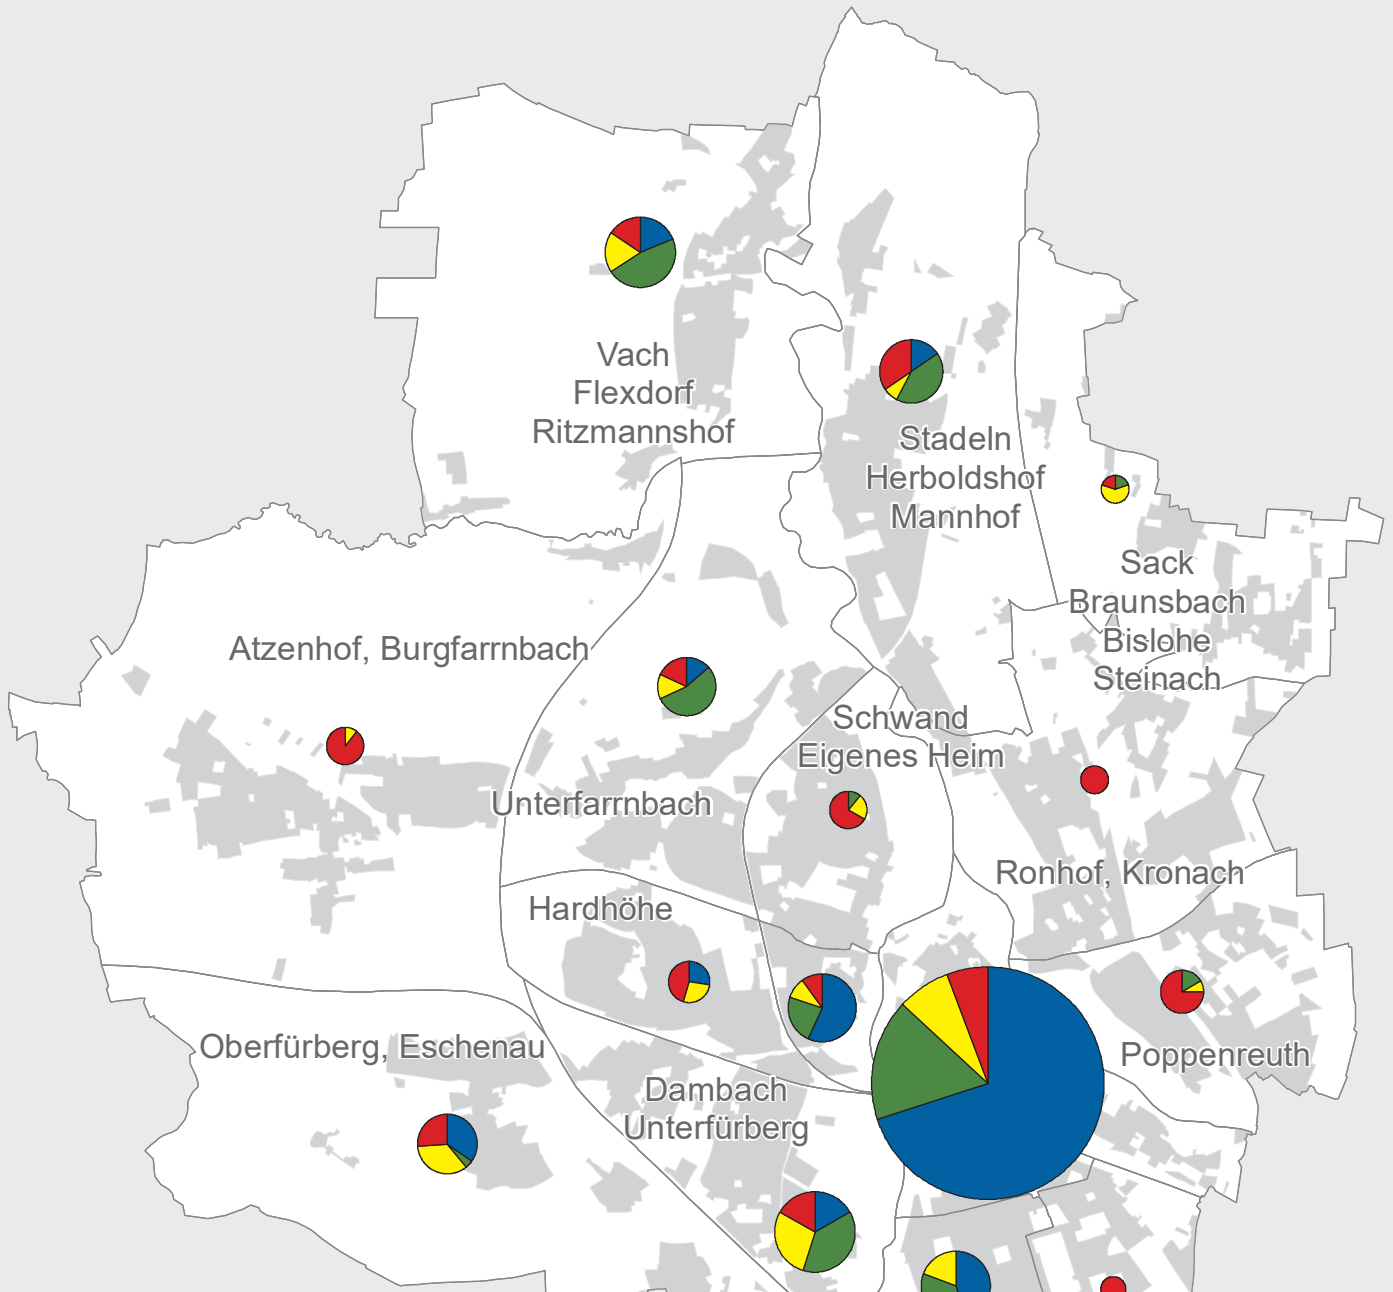 Vach
Flexdorf
Ritzmannshof
Stadeln
Herboldshof
Mannhof
Sack
Braunsbach
Bislohe
Steinach
Atzenhof, Burgfarrnbach
Schwand
Eigenes Heim
Unterfarrnbach
Ronhof, Kronach
Hardhöhe
Oberfürberg, Eschenau
Poppenreuth
Dambach
Unterfürberg